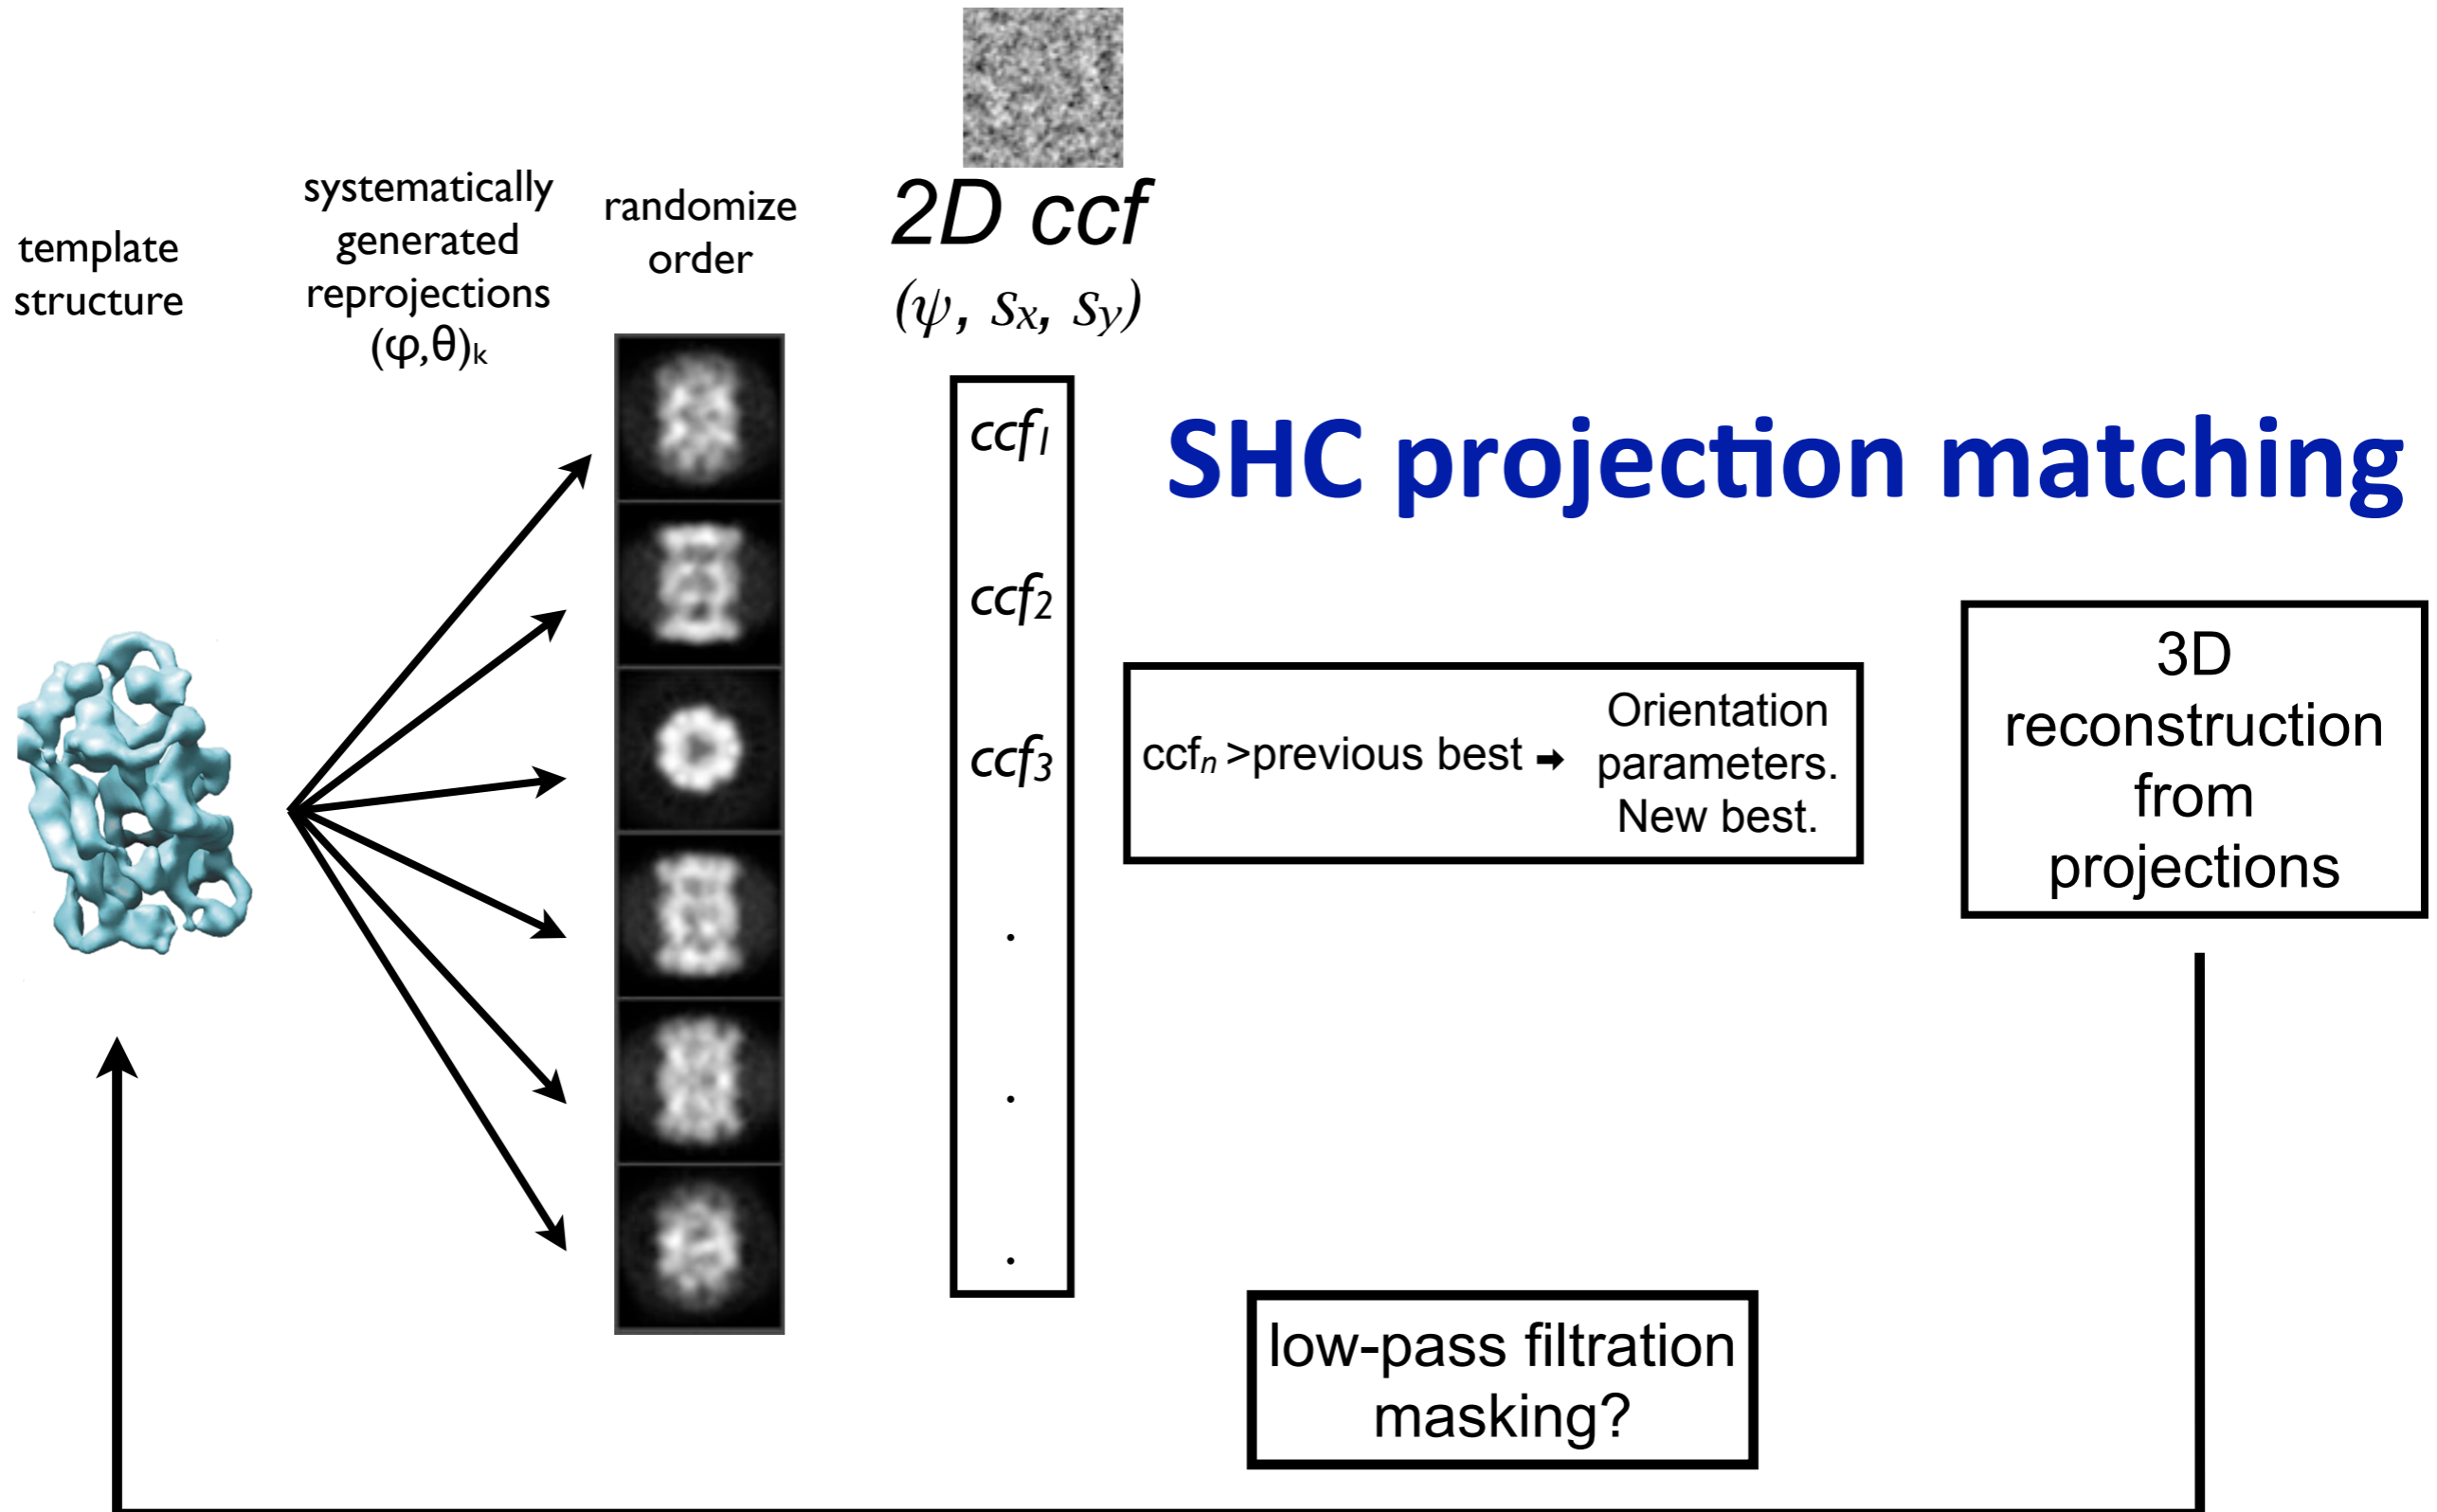 template
structure
systematically
generated
reprojections
(φ,θ)k
randomize
order
2D ccf
(ψ, sx, sy)
ccf1
ccf2
ccf3
.
.
.
SHC projection matching
ccfn >previous best ➡
Orientation
parameters.
New best.
3D
reconstruction
from
projections
low-pass filtration
masking?